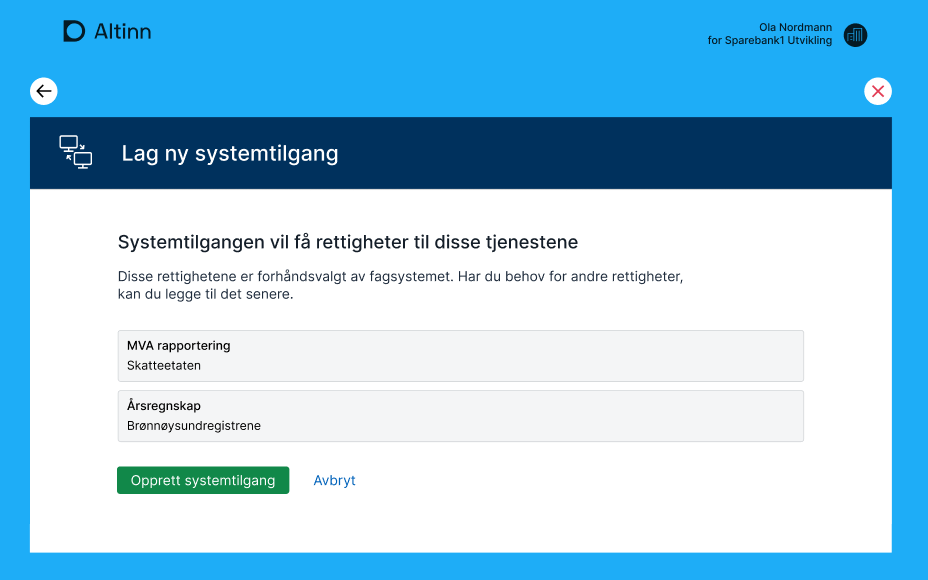 Altinn
Ola Nordmann
for Sparebank1 Utvikling
Lag ny systemtilgang
Systemtilgangen vil få rettigheter til disse tjenestene
Disse rettighetene er forhåndsvalgt av fagsystemet. Har du behov for andre rettigheter,
kan du legge til det senere.
MVA rapportering
Skatteetaten
Årsregnskap
Brønnøysundregistrene
Opprett systemtilgang
Avbryt